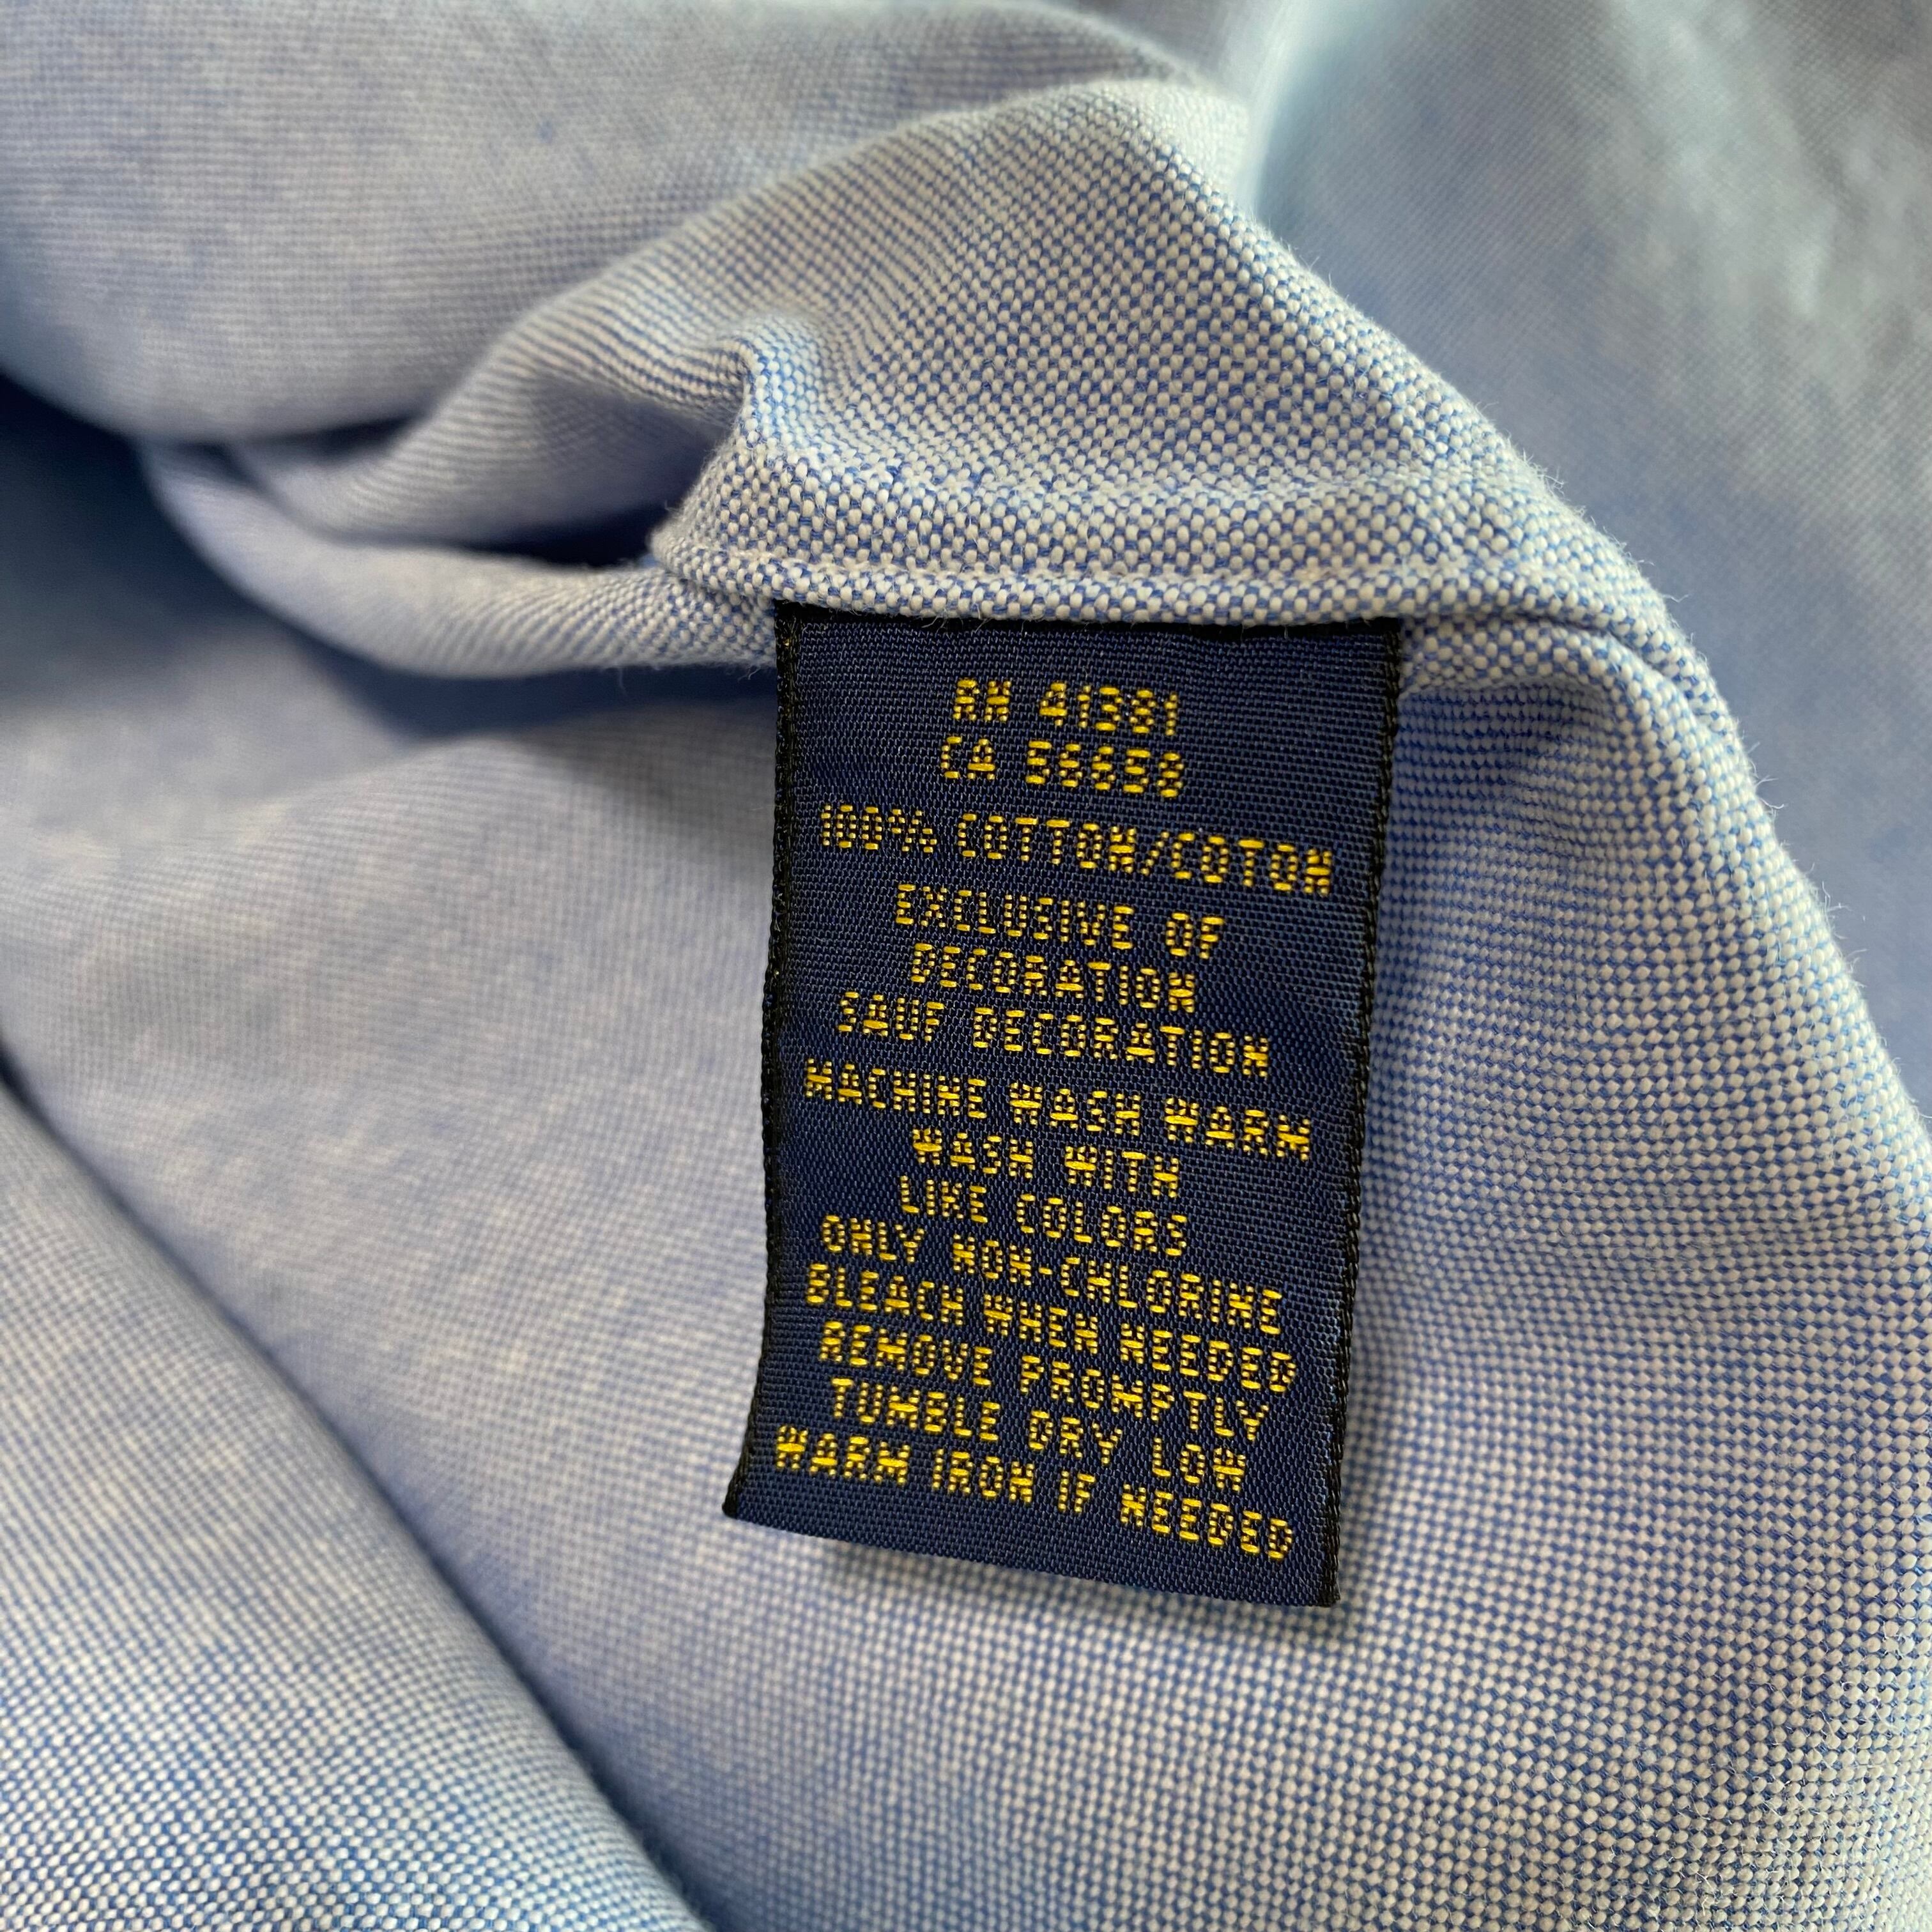 RN 41381
CA 56658
100% COTTON/COTON
EXCLUSIVE OF
DECORATION
SAUF DECORATION
MACHINE WASH WARM
WASH WITH
LIKE COLORS
ONLY NON-CHLORINE
BLEACH WHEN NEEDED
REMOVE PROMPTLY
TUMBLE DRY LOW
WARM IRON IF NEEDED